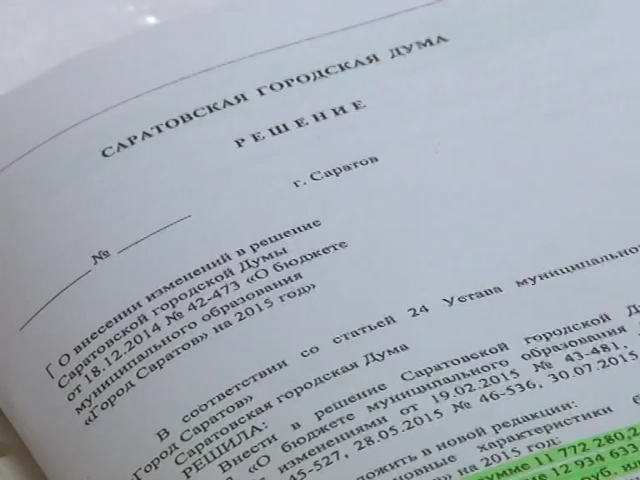 САРАТОВСКАЯ ГОРОДСКАЯ ДУМА
РЕШЕНИЕ
г. Саратов
№
О внесении изменений в решение
Саратовской городской Думы
от 18.12.2014 № 42-473 «О бюджете
муниципального образования
«Город Саратов» на 2015 год»
В соответствии со статьей 24 Устава
Город Саратов»
Саратовская городская Дума
РЕШИЛА:
Внести в решение Саратовской городской
«О бюджете муниципального образования
изменениями от 19.02.2015 № 43-481,
45-527, 28.05.2015 № 46-536, 30.07.2015
в новой редакции:
характеристики
на 2015 год:
сумме 11 772 280,2
12 934 633
руб.